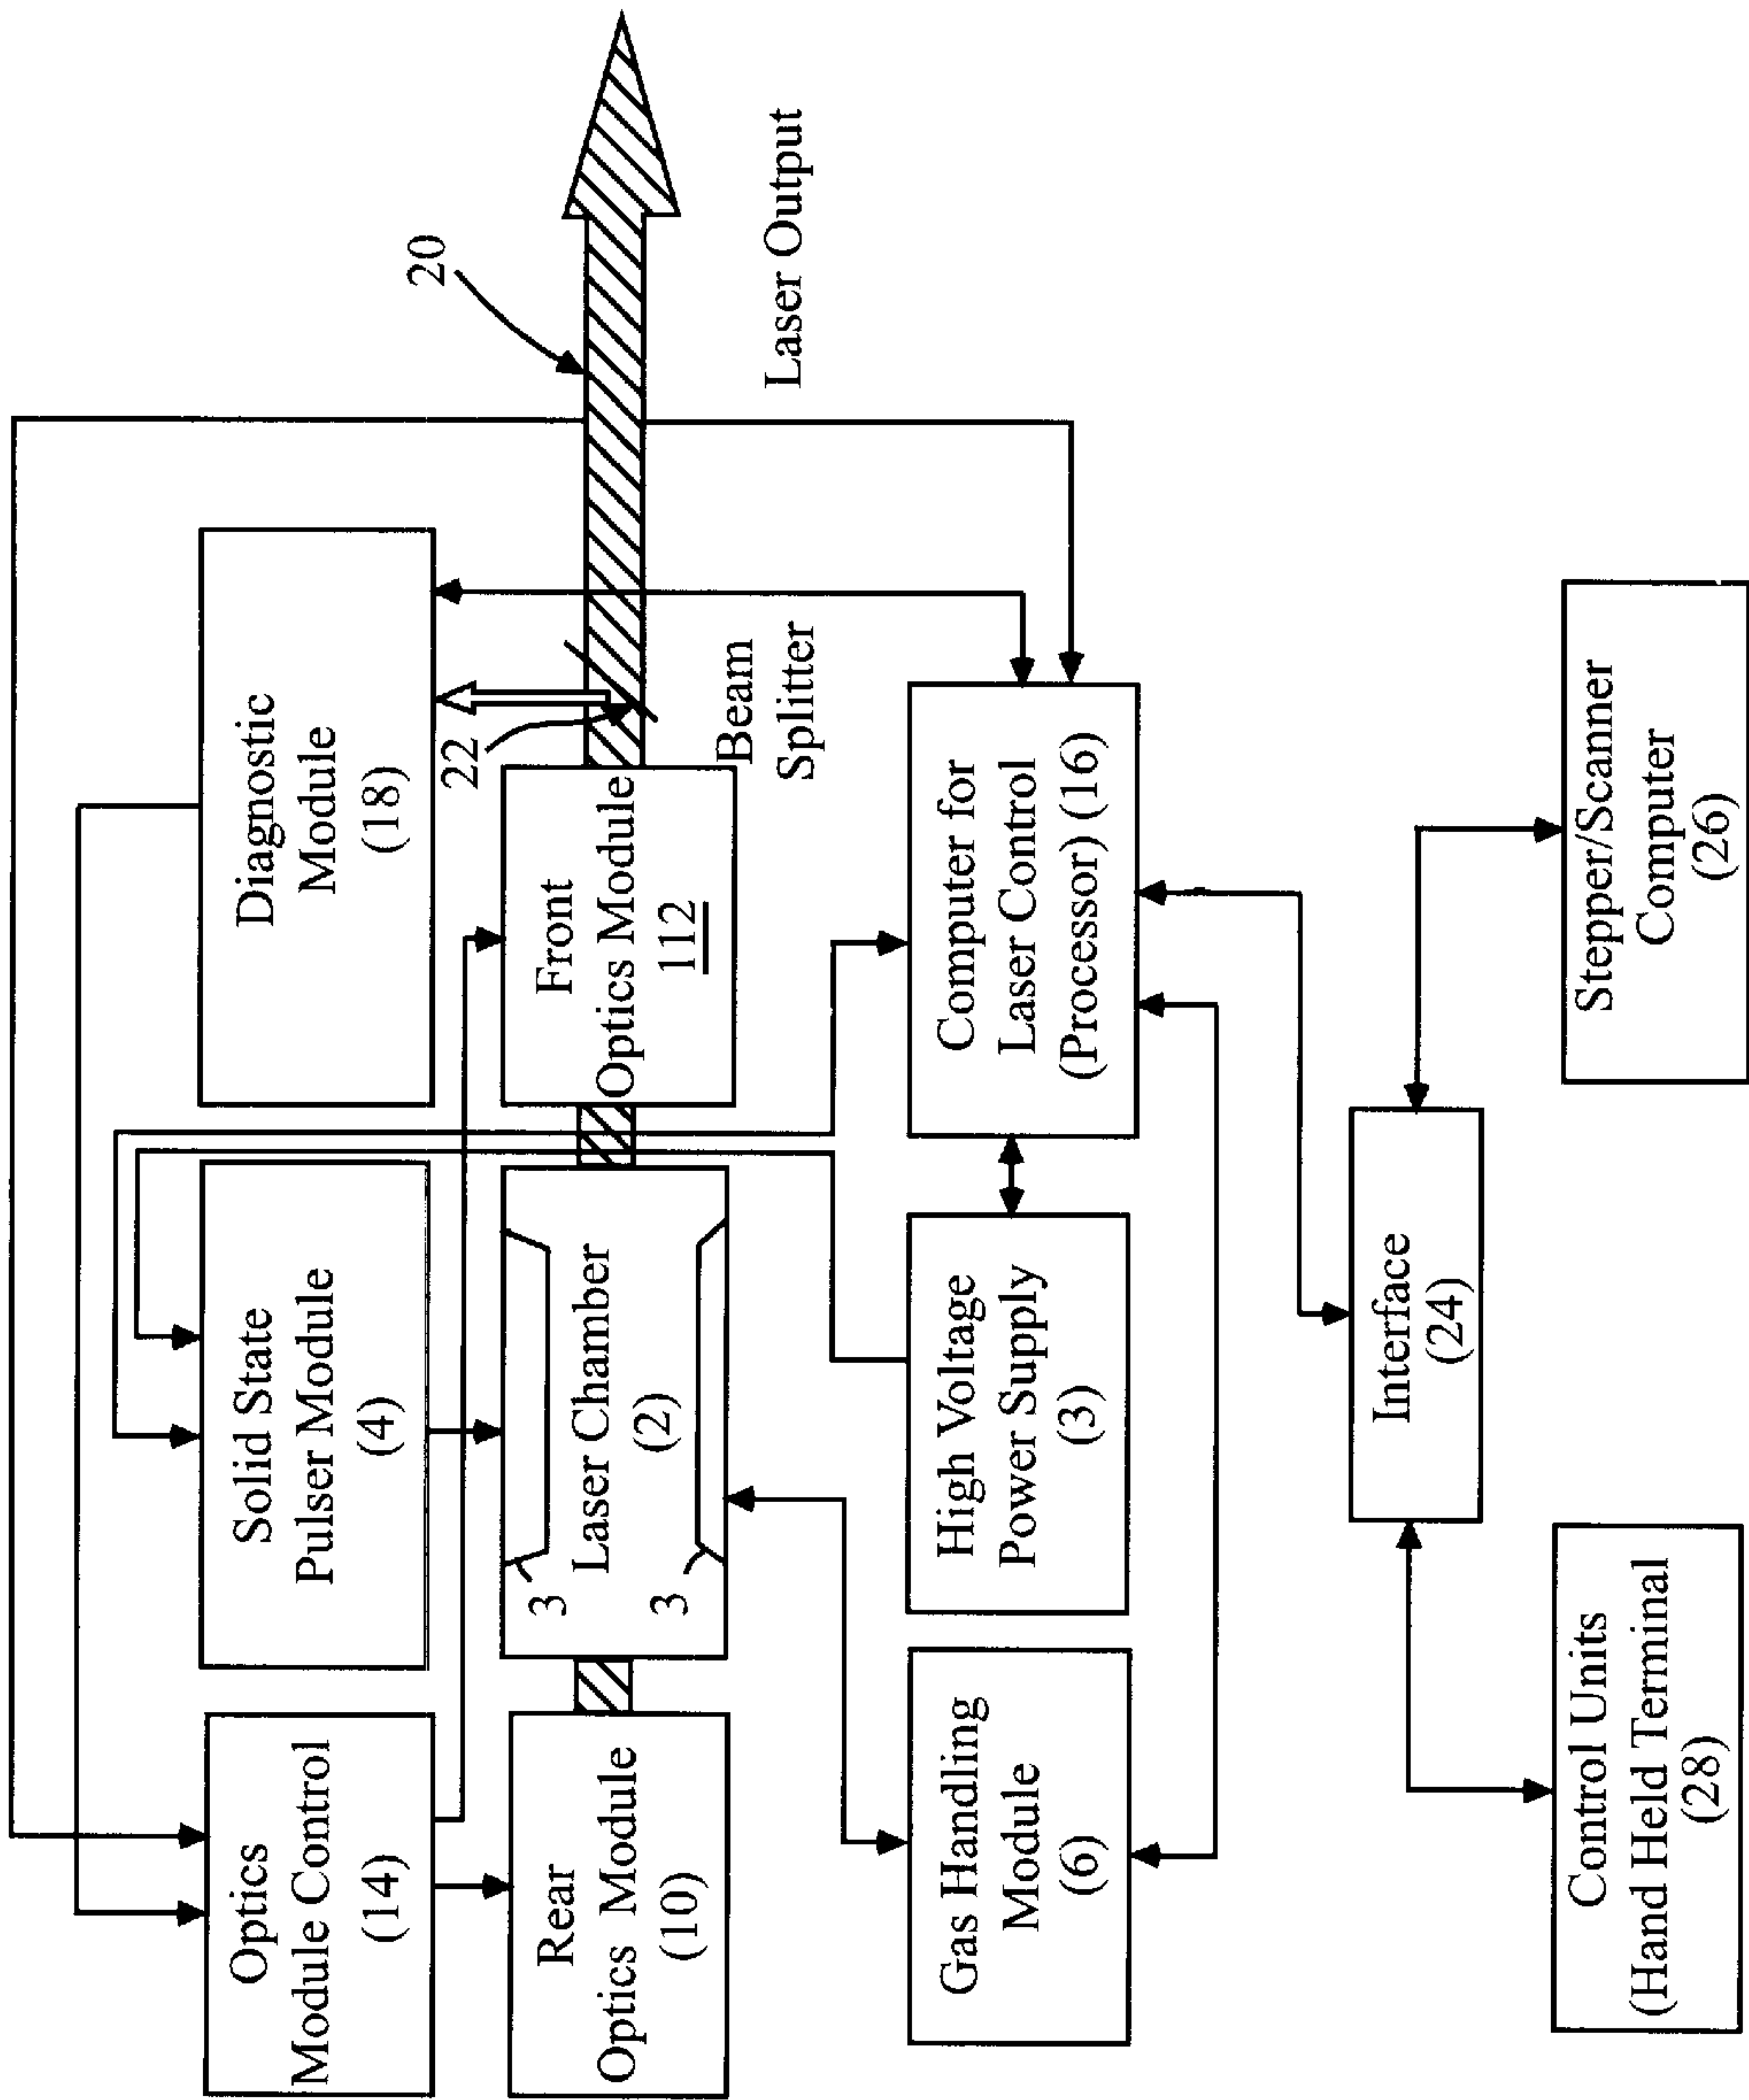 Optics
Module Control
(14)
Solid State
Pulser Module
(4)
Diagnostic
Module
(18)
20
22
Rear
Optics Module
(10)
3
Laser Chamber
(2)
3
Front
Optics Module
112
Beam
Splitter
Laser Output
Gas Handling
Module
(6)
High Voltage
Power Supply
(3)
Computer for
Laser Control
(Processor) (16)
Interface
(24)
Control Units
(Hand Held Terminal
(28)
Stepper/Scanner
Computer
(26)